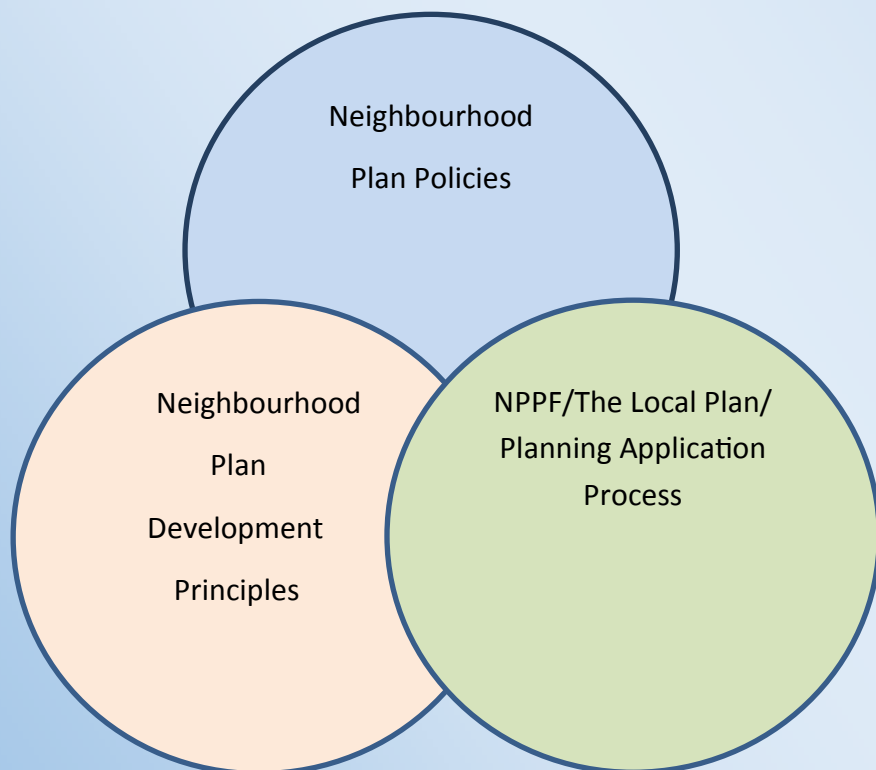 Neighbourhood
Plan Policies
Neighbourhood
Plan
Development
Principles
NPPF/The Local Plan/
Planning Application
Process